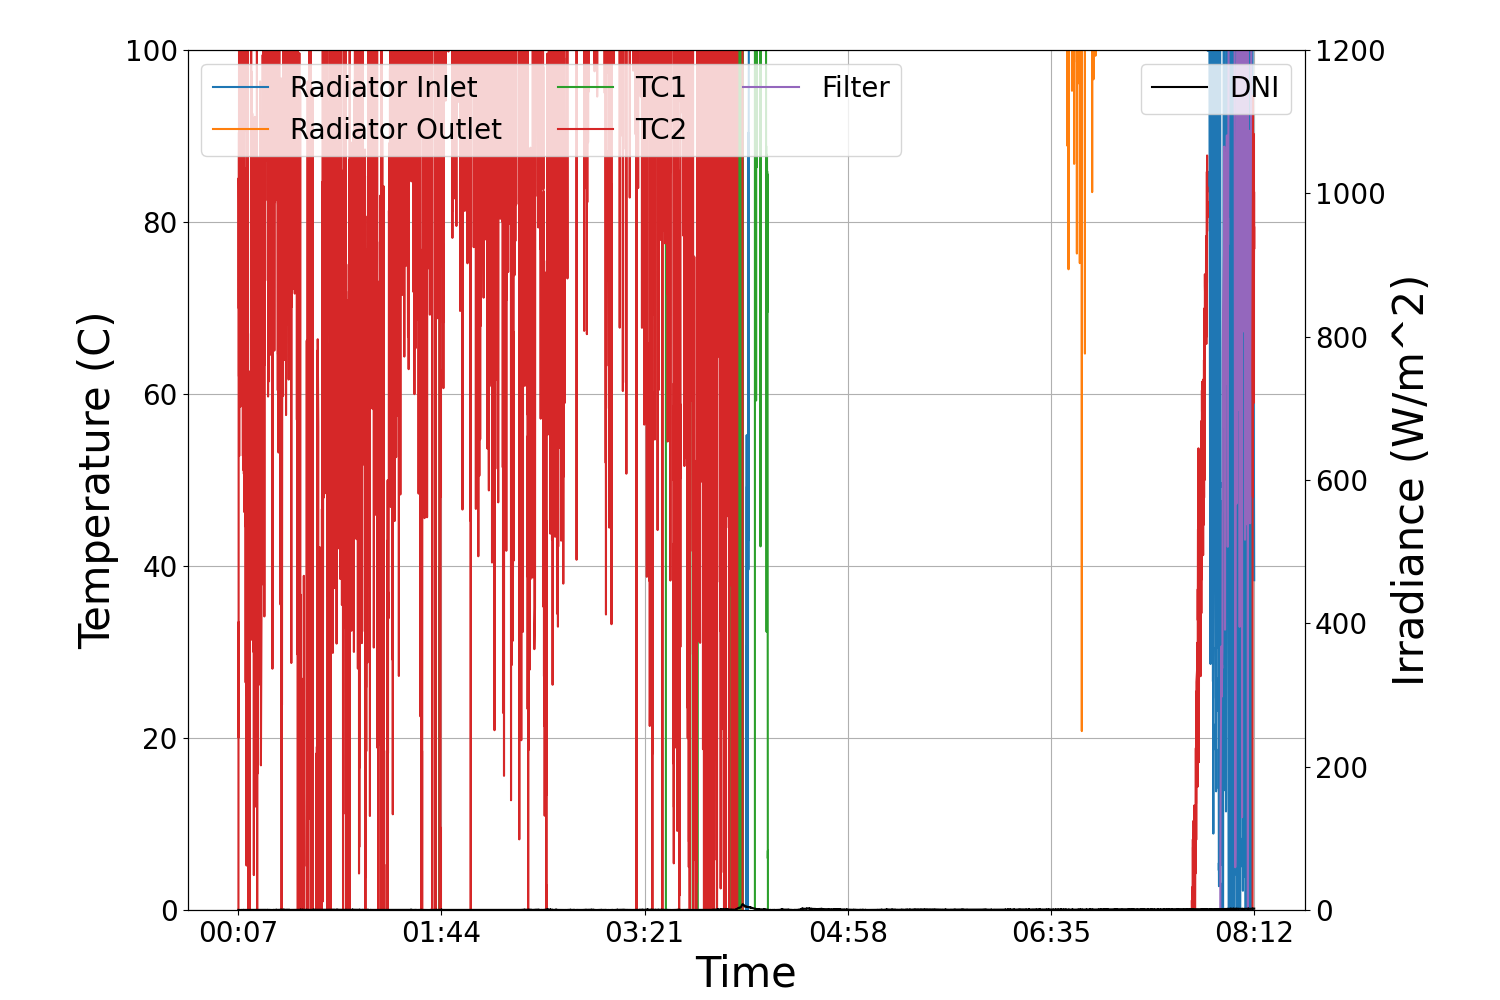 100
80
60
40
20
0
Temperature (C)
Radiator Inlet
Radiator Outlet
TC1
TC2
Filter
DNI
1200
1000
800
600
400
200
0
Irradiance (W/m^2)
00:07 01:44 03:21 04:58 06:35 08:12
Time